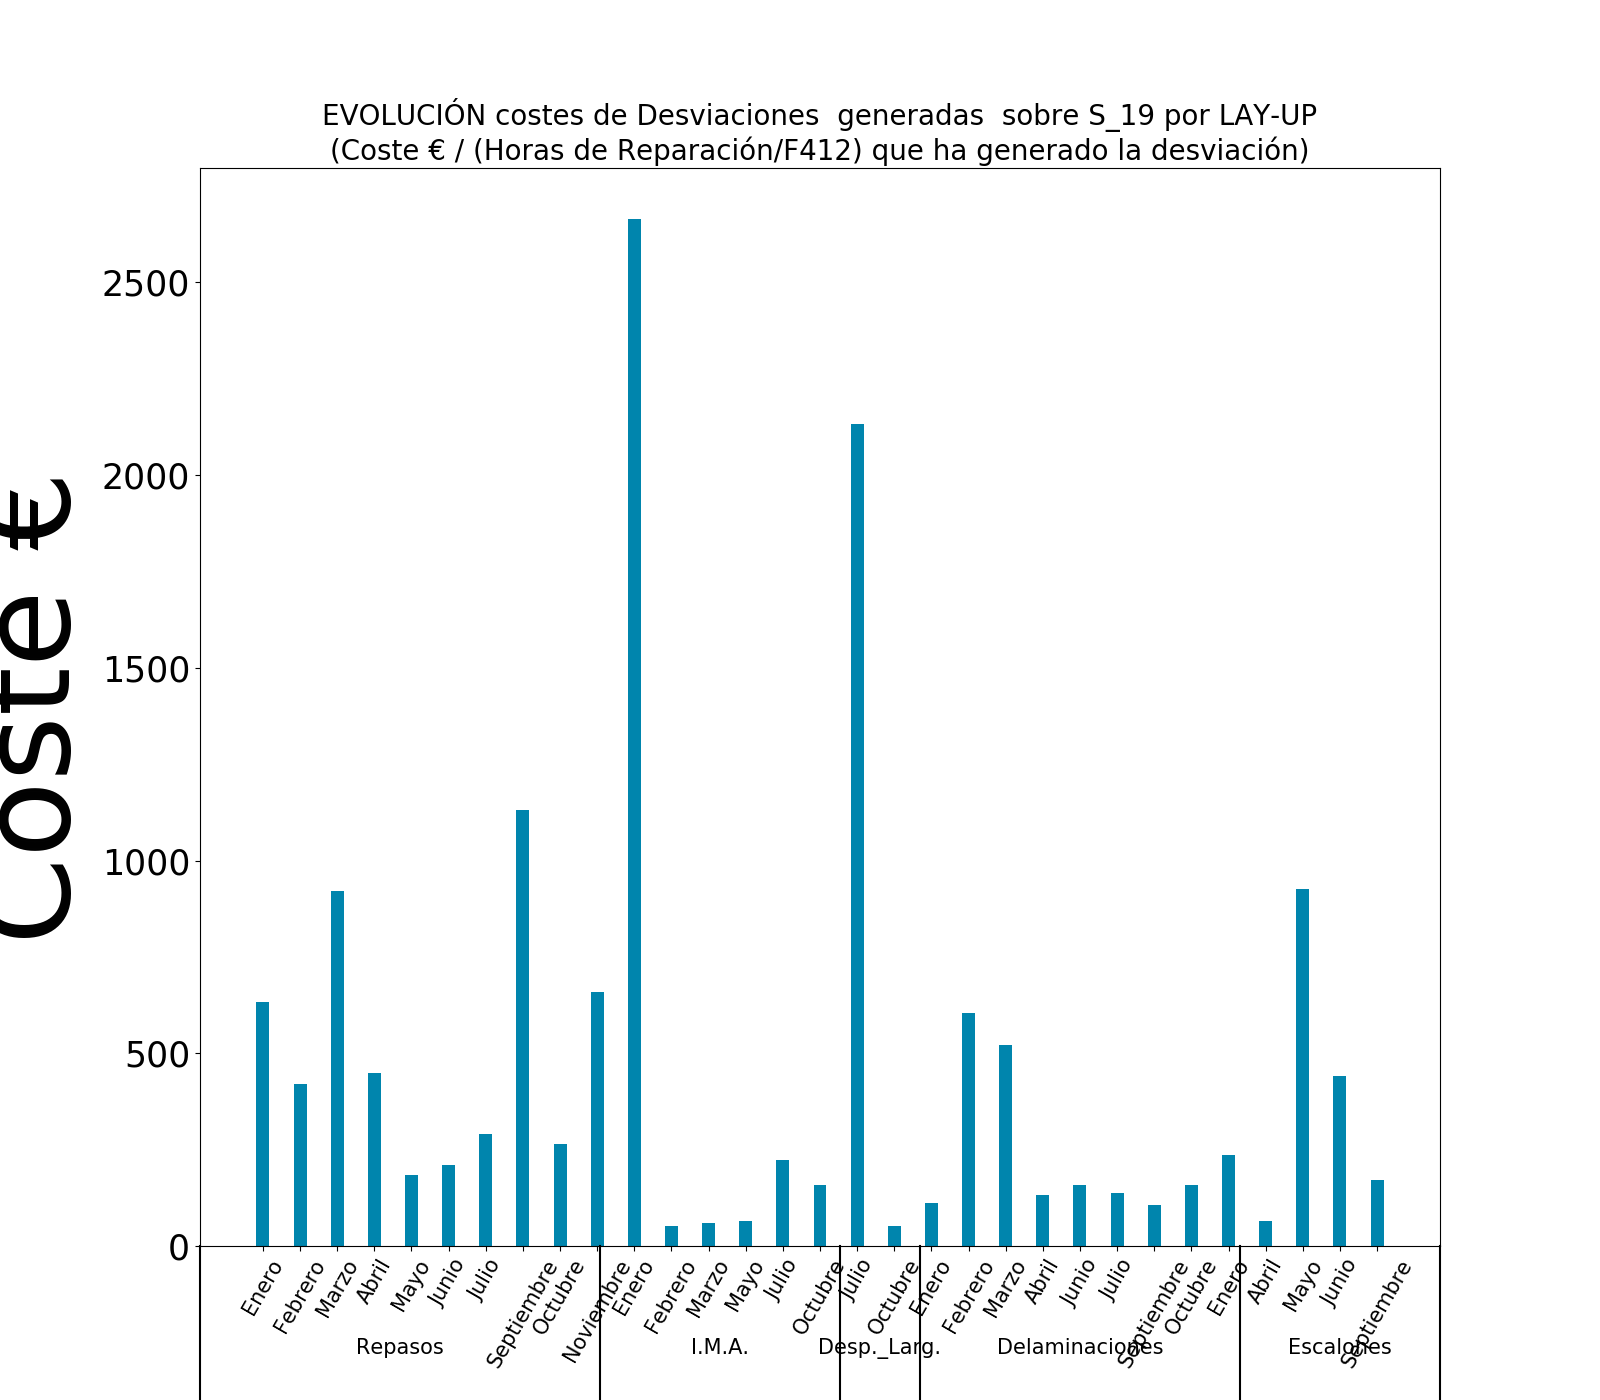 EVOLUCIÓN costes de Desviaciones  generadas  sobre S_19 por LAY-UP
(Coste € / (Horas de Reparación/F412) que ha generado la desviación)
Coste €
2500
2000
1500
1000
500
0
Enero Febrero Marzo Abril Mayo Junio Julio Septiembre Octubre Noviembre Enero Febrero Marzo Mayo Julio Octubre Julio Octubre Enero Febrero Marzo Abril Junio Julio Septiembre Octubre Enero Abril Mayo Junio Septiembre
Repasos I.M.A. Desp._Larg. Delaminaciones Escalones